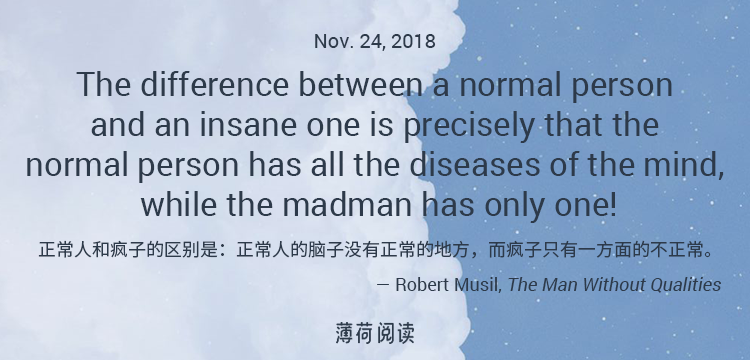 Nov. 24, 2018
The difference between a normal person
and an insane one is precisely that the
normal person has all the diseases of the mind,
while the madman has only one!
正常人和疯子的区别是：正常人的脑子没有正常的地方，而疯子只有一方面的不正常。
— Robert Musil, The Man Without Qualities
薄荷阅读